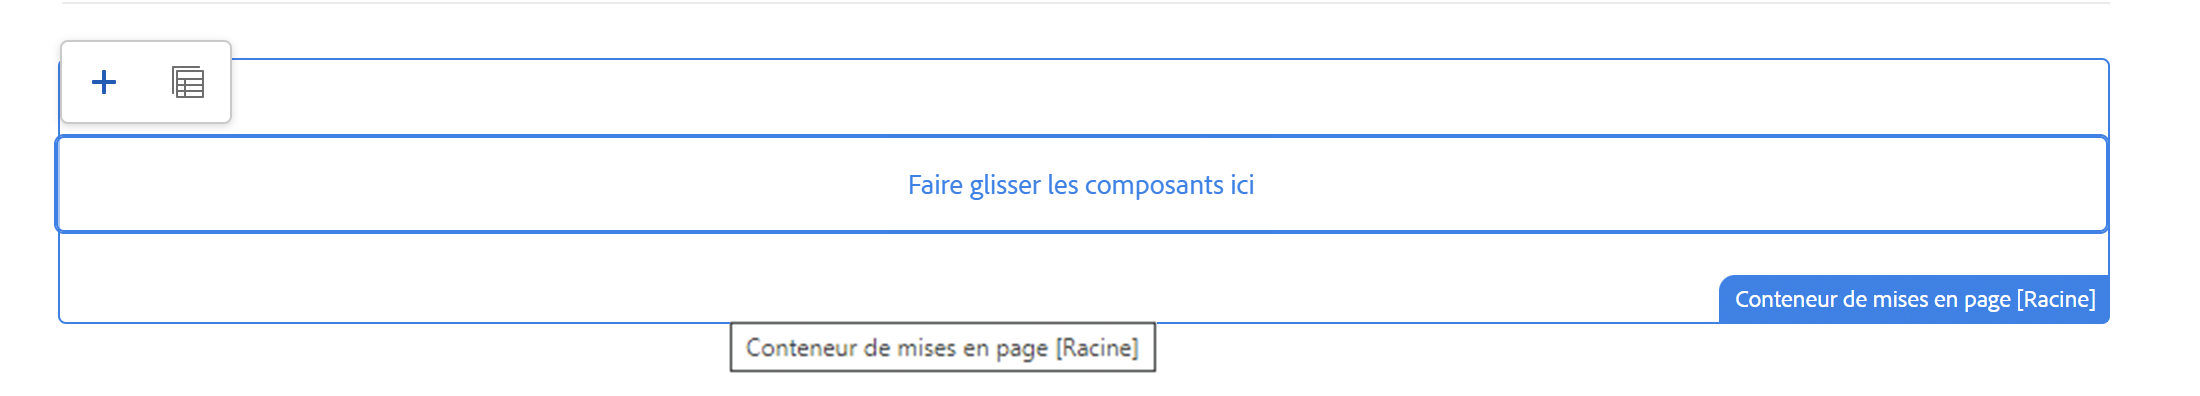 Faire glisser les composants ici
Conteneur de mises en page [Racine]
Conteneur de mises en page [Racine]